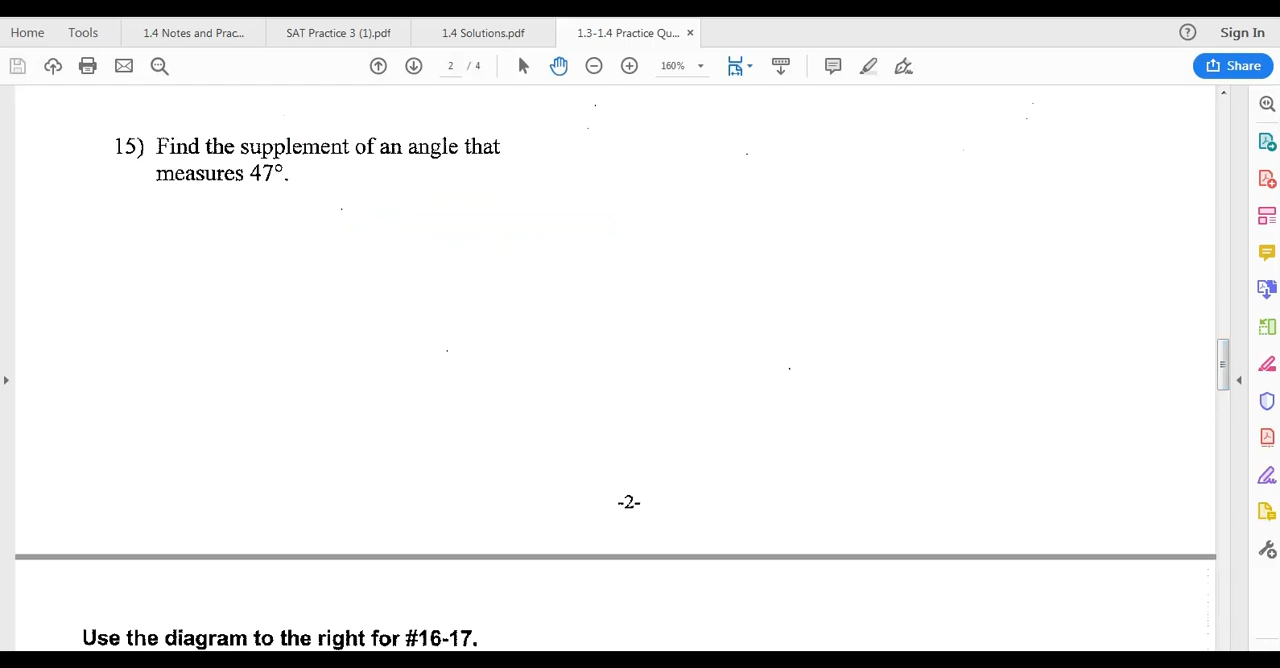 Home Tools 1.4 Notes and Prac... SAT Practice 3 (1).pdf 1.4 Solutions.pdf 1.3-1.4 Practice Qu... × ? Sign In
2 / 4 160% Share
15) Find the supplement of an angle that
measures 47°.
-2-
Use the diagram to the right for #16-17.